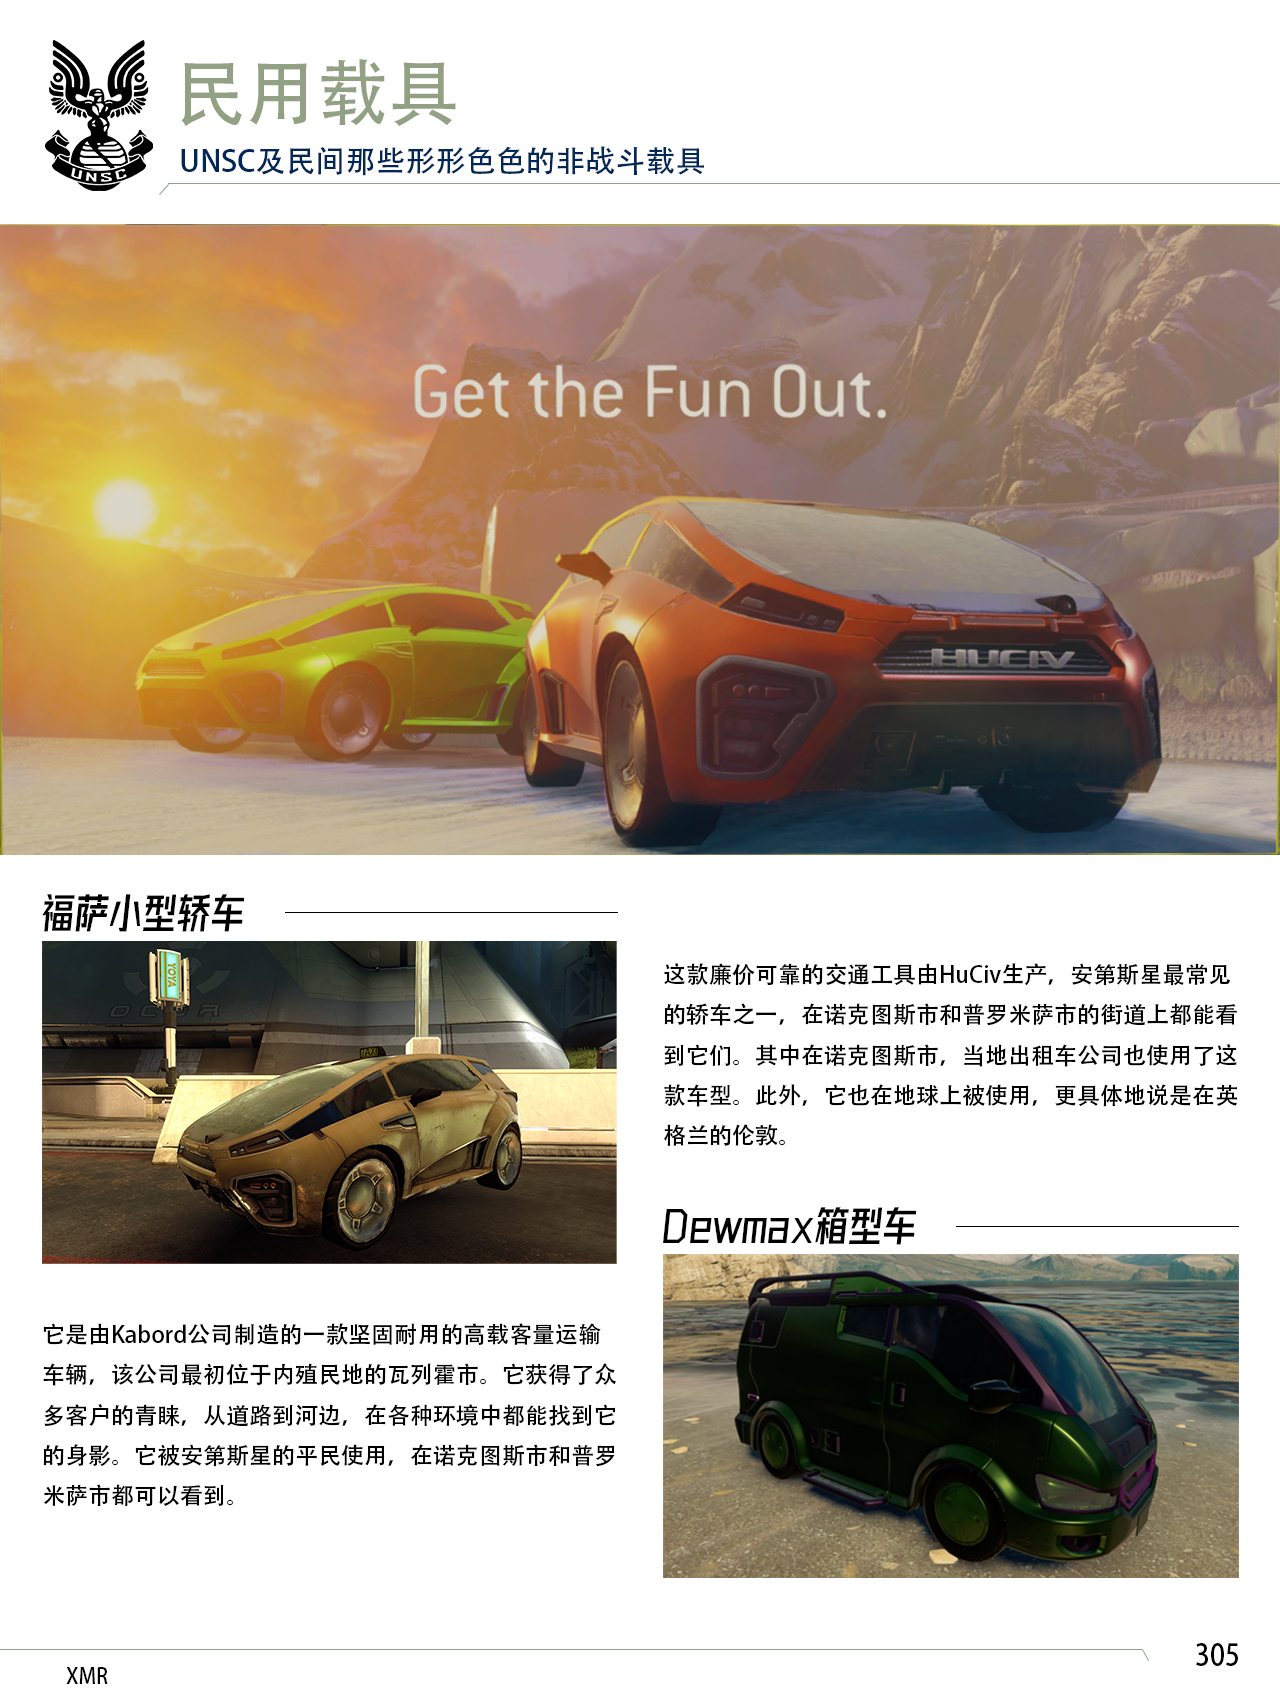 民用载具
UNSC及民间那些形形色色的非战斗载具
UNSC
Get the Fun Out.
HUCIV
福萨小型轿车
YOYA
TAXI
这款廉价可靠的交通工具由HuCiv生产，安第斯星最常见
的轿车之一，在诺克图斯市和普罗米萨市的街道上都能看
到它们。其中在诺克图斯市，当地出租车公司也使用了这
款车型。此外，它也在地球上被使用，更具体地说是在英
格兰的伦敦。
Dewmax箱型车
它是由Kabord公司制造的一款坚固耐用的高载客量运输
车辆，该公司最初位于内殖民地的瓦列霍市。它获得了众
多客户的青睐，从道路到河边，在各种环境中都能找到它
的身影。它被安第斯星的平民使用，在诺克图斯市和普罗
米萨市都可以看到。
305
XMR